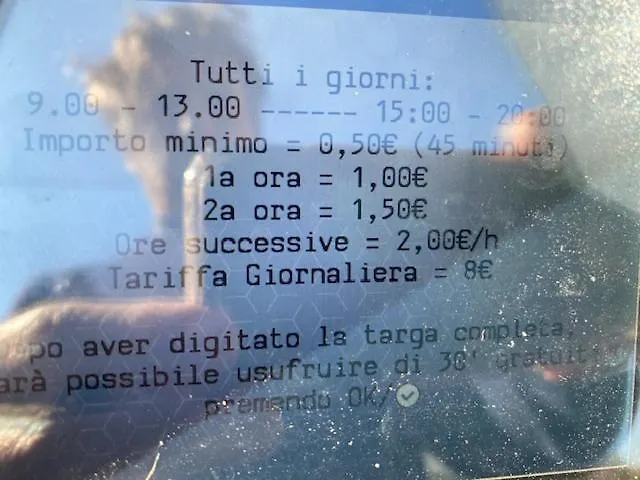 Tutti i giorni:
9.00 - 13.00 ------ 15:00 - 20:00
Importo minimo = 0,50€ (45 minuti)
1a ora = 1,00€
2a ora = 1,50€
Ore successive = 2,00€/h
Tariffa Giornaliera = 8€
po aver digitato la targa completa,
arà possibile usufruire di 30' gratuiti
premendo OK/